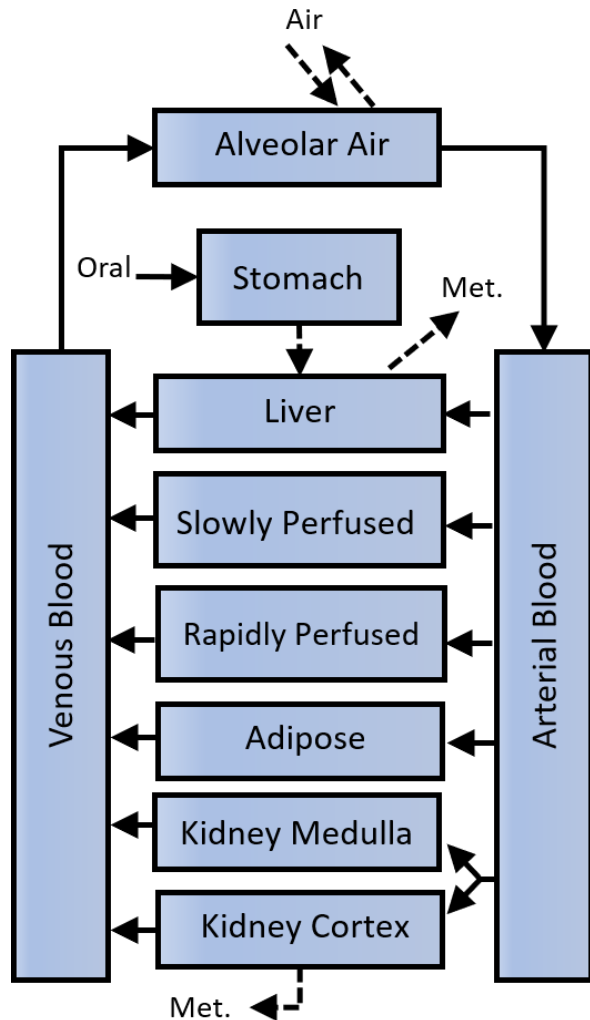 Air
Alveolar Air
Oral
Stomach
Met.
Liver
Slowly Perfused
Rapidly Perfused
Adipose
Kidney Medulla
Kidney Cortex
Met.
Venous Blood
Arterial Blood